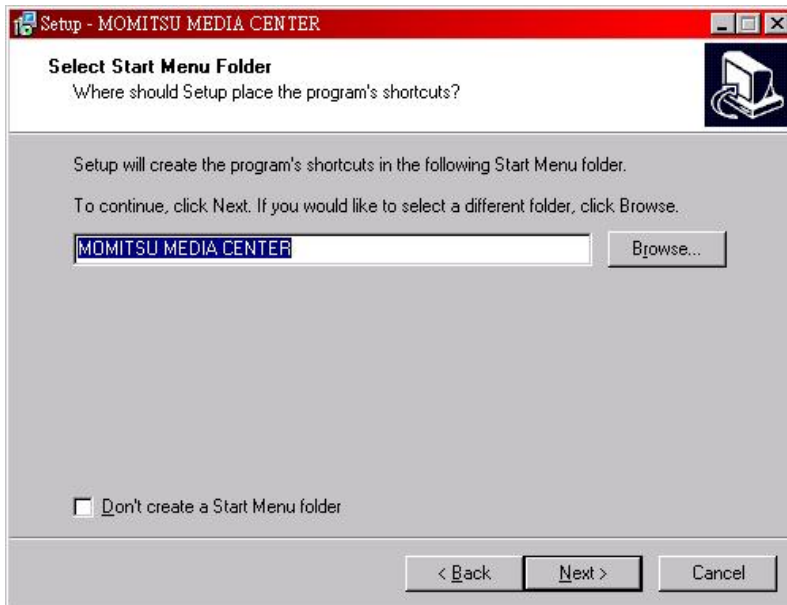 Setup - MOMITSU MEDIA CENTER
Select Start Menu Folder
Where should Setup place the program's shortcuts?
Setup will create the program's shortcuts in the following Start Menu folder.
To continue, click Next. If you would like to select a different folder, click Browse.
MOMITSU MEDIA CENTER
Browse...
Don't create a Start Menu folder
< Back
Next >
Cancel